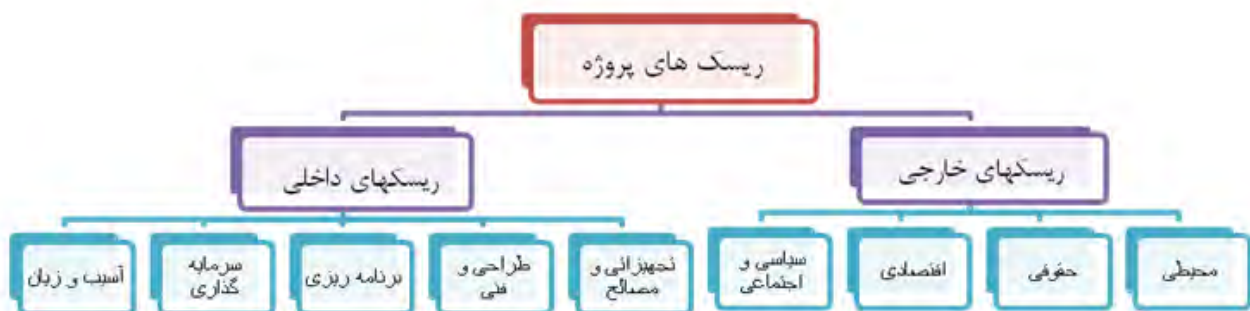 ریسک های پروژه
ریسکهای خارجی
ریسکهای داخلی
محیطی
حقوقی
اقتصادی
سیاسی و
اجتماعی
تجهیزاتی و
مصالح
طراحی و
فنی
برنامه ریزی
سرمایه
گذاری
آسیب و زیان